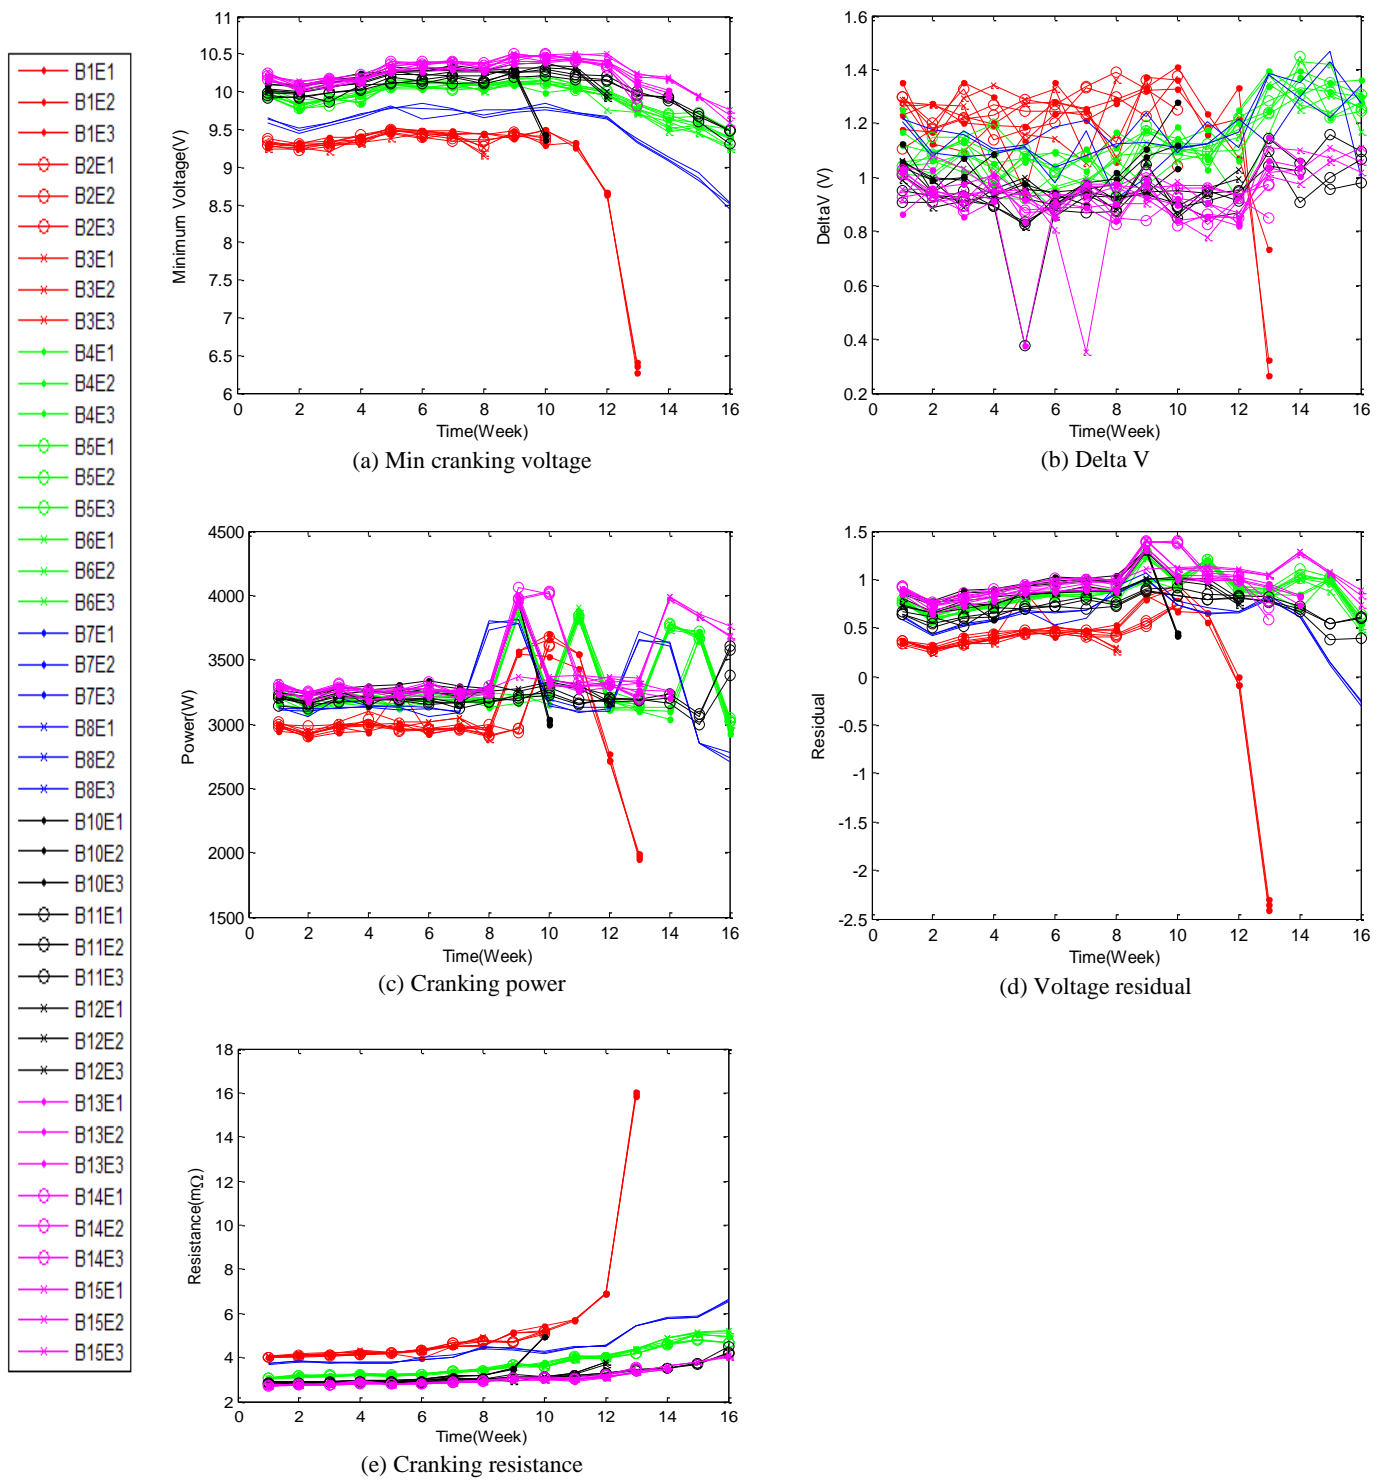 B1E1
B1E2
B1E3
B2E1
B2E2
B2E3
B3E1
B3E2
B3E3
B4E1
B4E2
B4E3
B5E1
B5E2
B5E3
B6E1
B6E2
B6E3
B7E1
B7E2
B7E3
B8E1
B8E2
B8E3
B10E1
B10E2
B10E3
B11E1
B11E2
B11E3
B12E1
B12E2
B12E3
B13E1
B13E2
B13E3
B14E1
B14E2
B14E3
B15E1
B15E2
B15E3
11
10.5
10
9.5
9
8.5
8
7.5
7
6.5
6
Minimum Voltage(V)
0 2 4 6 8 10 12 14 16
Time(Week)
(a) Min cranking voltage
1.6
1.4
1.2
1
0.8
0.6
0.4
0.2
DeltaV (V)
0 2 4 6 8 10 12 14 16
Time(Week)
(b) Delta V
4500
4000
3500
3000
2500
2000
1500
Power(W)
0 2 4 6 8 10 12 14 16
Time(Week)
(c) Cranking power
1.5
1
0.5
0
-0.5
-1
-1.5
-2
-2.5
Residual
0 2 4 6 8 10 12 14 16
Time(Week)
(d) Voltage residual
18
16
14
12
10
8
6
4
2
Resistance(mΩ)
0 2 4 6 8 10 12 14 16
Time(Week)
(e) Cranking resistance